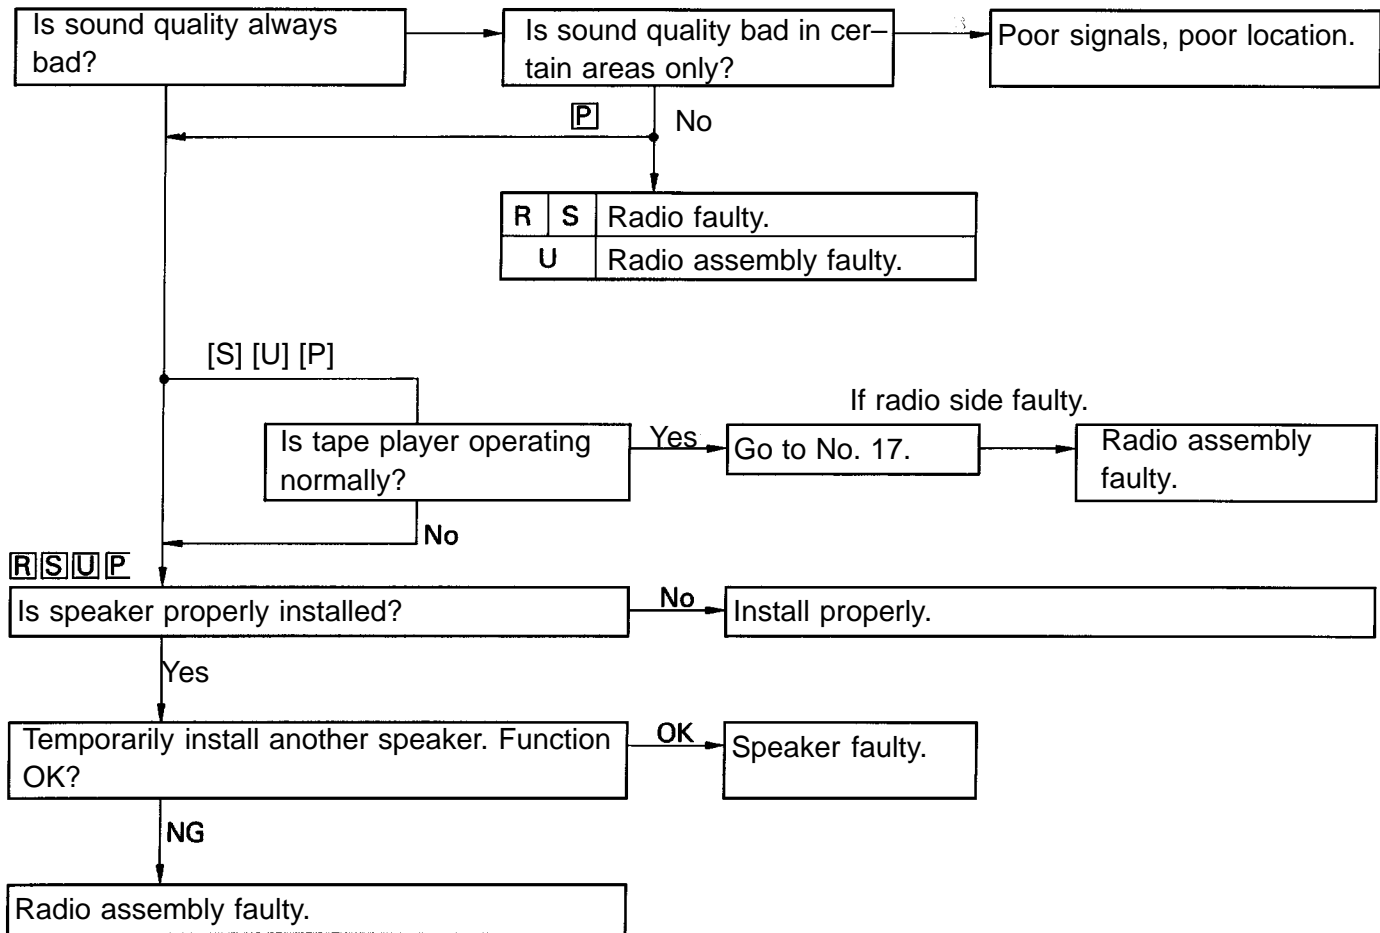 Is sound quality always
bad?
Is sound quality bad in cer–
tain areas only?
Poor signals, poor location.
P
No
R S Radio faulty.
U Radio assembly faulty.
[S] [U] [P]
If radio side faulty.
Is tape player operating
normally?
Yes
Go to No. 17.
Radio assembly
faulty.
No
R S U P
Is speaker properly installed?
No
Install properly.
Yes
Temporarily install another speaker. Function
OK?
OK
Speaker faulty.
NG
Radio assembly faulty.